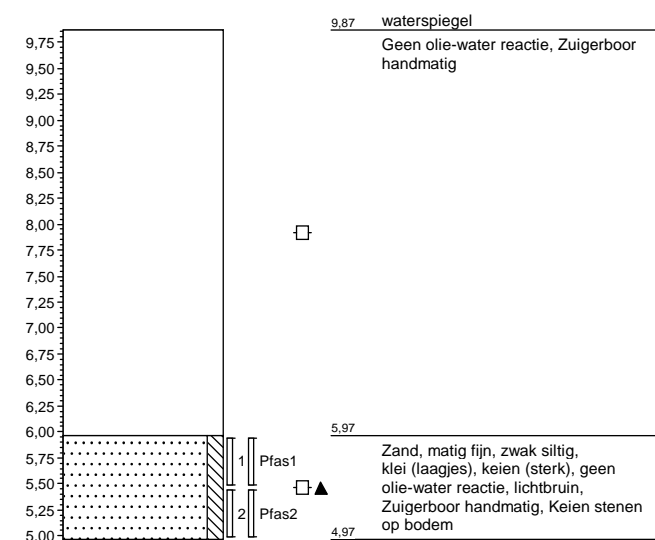 9,87 waterspiegel
Geen olie-water reactie, Zuigerboor
handmatig
9,75
9,50
9,25
9,00
8,75
8,50
8,25
8,00
7,75
7,50
7,25
7,00
6,75
6,50
6,25
6,00
5,75
5,50
5,25
5,00
1 Pfas1
2 Pfas2
5,97
Zand, matig fijn, zwak siltig,
klei (laagjes), keien (sterk), geen
olie-water reactie, lichtbruin,
Zuigerboor handmatig, Keien stenen
op bodem
4,97